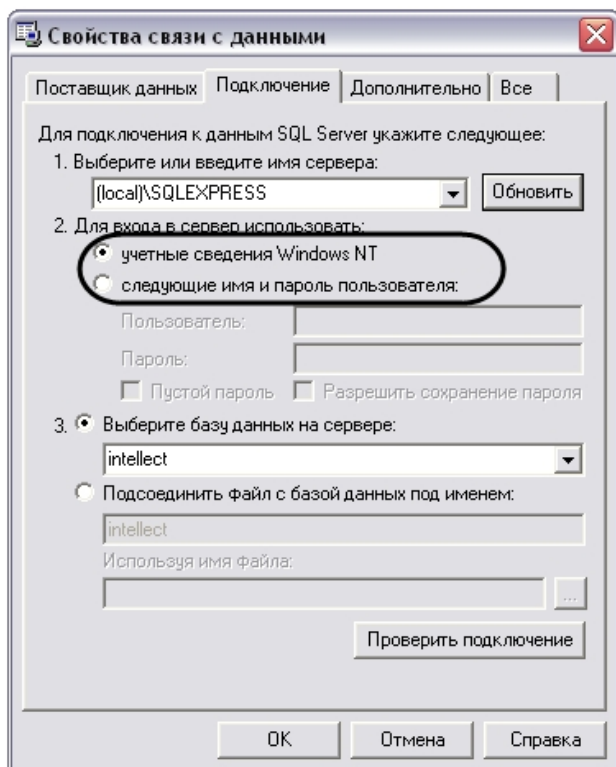 Свойства связи с данными
Поставщик данных Подключение Дополнительно Все
Для подключения к данным SQL Server укажите следующее:
1. Выберите или введите имя сервера:
(local)\SQLEXPRESS Обновить
2. Для входа в сервер использовать:
учетные сведения Windows NT
следующие имя и пароль пользователя:
Пользователь:
Пароль:
Пустой пароль Разрешить сохранение пароля
3. Выберите базу данных на сервере:
intellect
Подсоединить файл с базой данных под именем:
intellect
Используя имя файла:
...
Проверить подключение
OK Отмена Справка